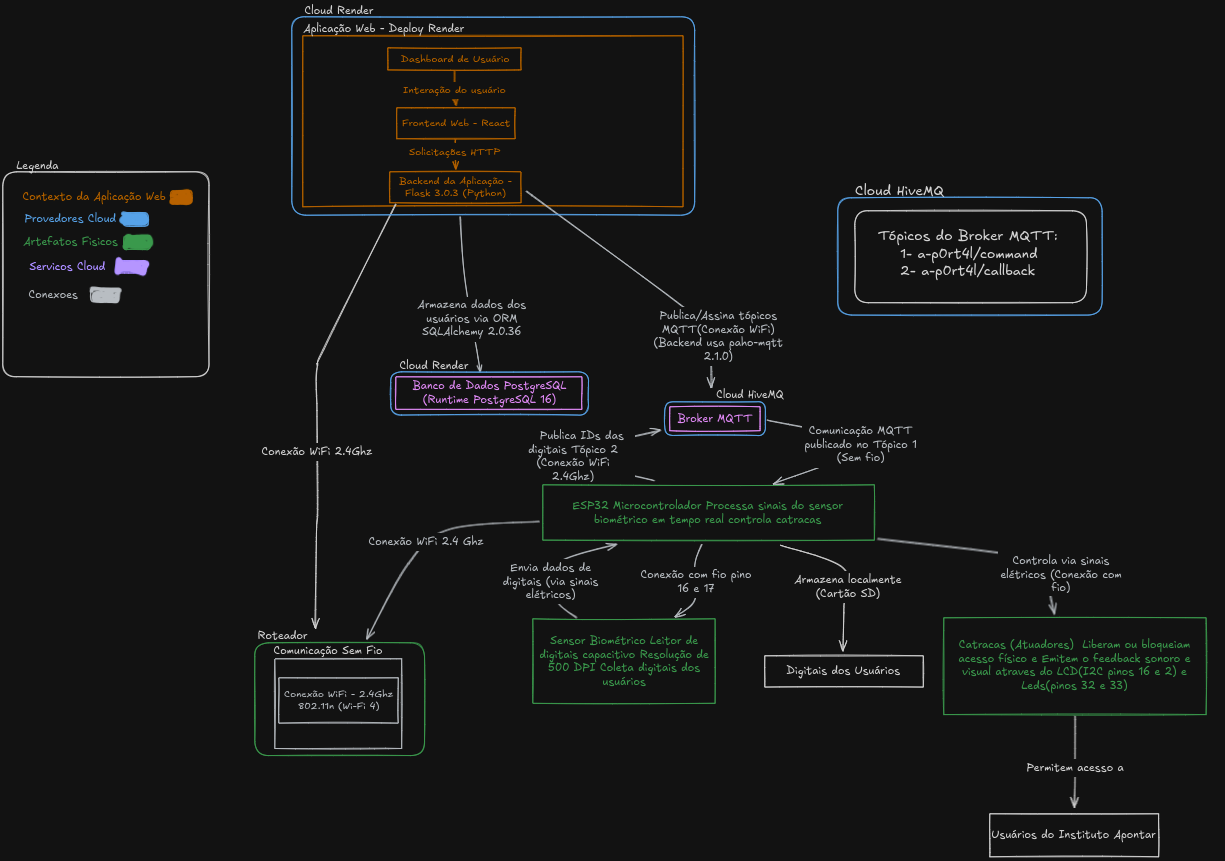 Cloud Render
Aplicação Web - Deploy Render
Dashboard de Usuário
Interação do usuário
Frontend Web - React
Solicitações HTTP
Backend da Aplicação -
Flask 3.0.3 (Python)
Legenda
Contexto da Aplicação Web
Provedores Cloud
Artefatos Fisicos
Servicos Cloud
Conexoes
Cloud HiveMQ
Tópicos do Broker MQTT:
1- a-p0rt4l/command
2- a-p0rt4l/callback
Armazena dados dos
usuários via ORM
SQLAlchemy 2.0.36
Publica/Assina tópicos
MQTT(Conexão WiFi)
(Backend usa paho-mqtt
2.1.0)
Cloud Render
Banco de Dados PostgreSQL
(Runtime PostgreSQL 16)
Cloud HiveMQ
Broker MQTT
Conexão WiFi 2.4Ghz
Publica IDs das
digitais Tópico 2
(Conexão WiFi
2.4Ghz)
Comunicação MQTT
publicado no Tópico 1
(Sem fio)
ESP32 Microcontrolador Processa sinais do sensor
biométrico em tempo real controla catracas
Conexão WiFi 2.4 Ghz
Envia dados de
digitais (via sinais
elétricos)
Conexão com fio pino
16 e 17
Armazena localmente
(Cartão SD)
Controla via sinais
elétricos (Conexão com
fio)
Roteador
Comunicação Sem Fio
Conexão WiFi - 2.4Ghz
802.11n (Wi-Fi 4)
Sensor Biométrico Leitor de
digitais capacitivo Resolução de
500 DPI Coleta digitais dos
usuários
Digitais dos Usuários
Catracas (Atuadores) Liberam ou bloqueiam
acesso físico e Emitem o feedback sonoro e
visual atraves do LCD(I2C pinos 16 e 2) e
Leds(pinos 32 e 33)
Permitem acesso a
Usuários do Instituto Apontar